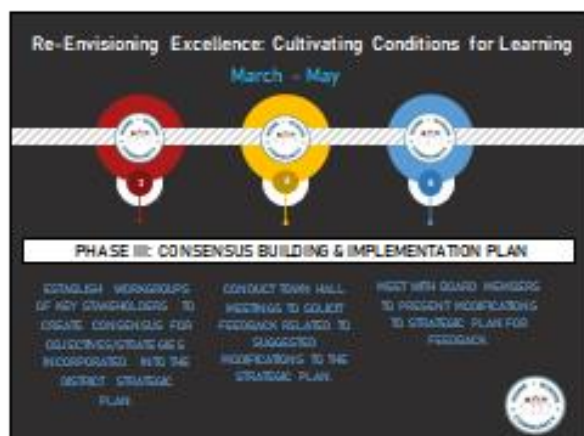 Re-Envisioning Excellence: Cultivating Conditions for Learning
March - May
PHASE III: CONSENSUS BUILDING & IMPLEMENTATION PLAN
ESTABLISH WORKGROUPS
OF KEY STAKEHOLDERS TO
CREATE CONSENSUS FOR
OBJECTIVES/STRATEGIES
INCORPORATED INTO THE
DISTRICT STRATEGIC
PLAN
CONDUCT TOWN HALL
MEETINGS TO SOLICIT
FEEDBACK RELATED TO
SUGGESTED
MODIFICATIONS TO THE
STRATEGIC PLAN.
MEET WITH BOARD MEMBERS
TO PRESENT MODIFICATIONS
TO STRATEGIC PLAN FOR
FEEDBACK.
COMMUNITY